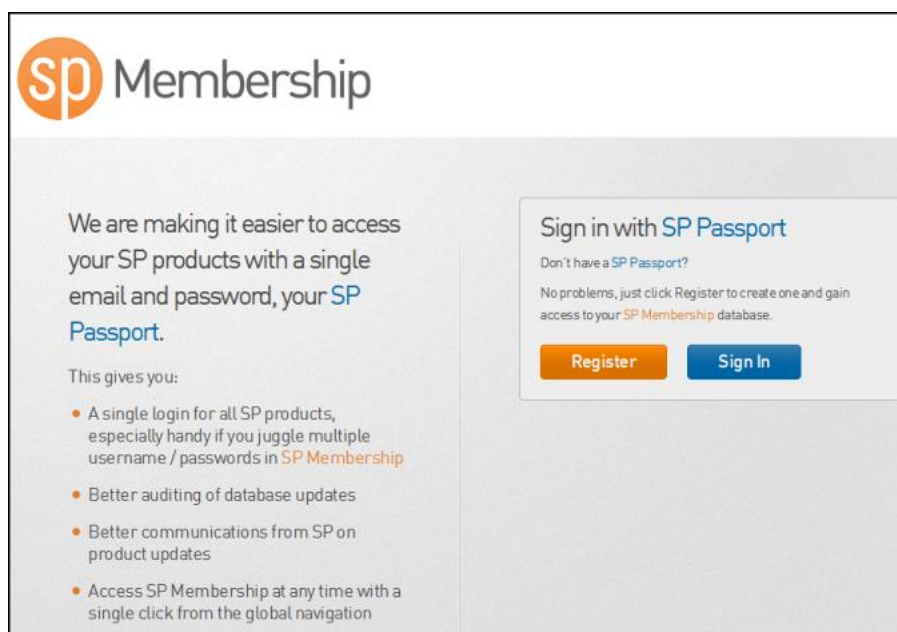 sp Membership
We are making it easier to access
your SP products with a single
email and password, your SP
Passport.
This gives you:
• A single login for all SP products,
especially handy if you juggle multiple
username / passwords in SP Membership
• Better auditing of database updates
• Better communications from SP on
product updates
• Access SP Membership at any time with a
single click from the global navigation
Sign in with SP Passport
Don't have a SP Passport?
No problems, just click Register to create one and gain
access to your SP Membership database.
Register Sign In